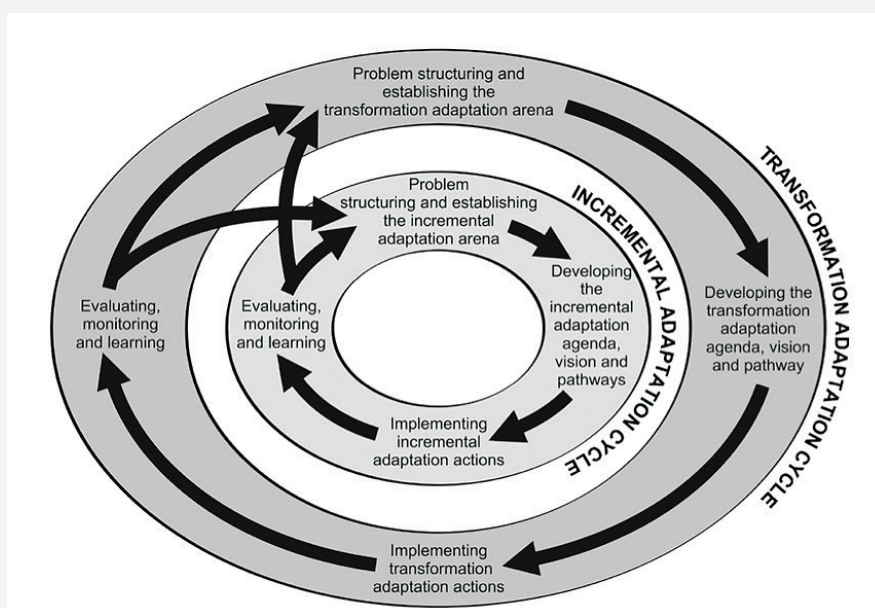 Problem structuring and
establishing the
transformation adaptation arena
TRANSFORMATION ADAPTATION CYCLE
Problem
structuring and establishing
the incremental
adaptation arena
INCREMENTAL ADAPTATION CYCLE
Developing
the
incremental
adaptation
agenda,
vision and
pathways
Developing the
transformation
adaptation
agenda, vision
and pathway
Evaluating,
monitoring
and learning
Evaluating,
monitoring
and learning
Implementing
incremental
adaptation actions
Implementing
transformation
adaptation actions